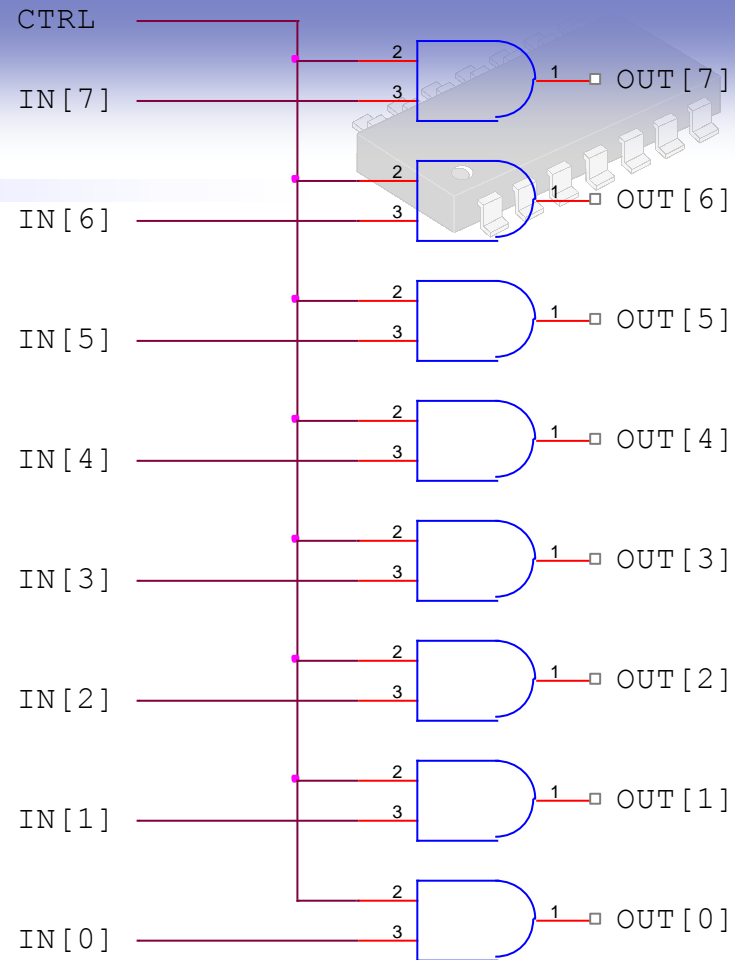 CTRL
2
1
OUT[7]
IN[7]
3
2
1
OUT[6]
IN[6]
3
2
1
OUT[5]
IN[5]
3
2
1
OUT[4]
IN[4]
3
2
1
OUT[3]
IN[3]
3
2
1
OUT[2]
IN[2]
3
2
1
OUT[1]
IN[1]
3
2
1
OUT[0]
IN[0]
3